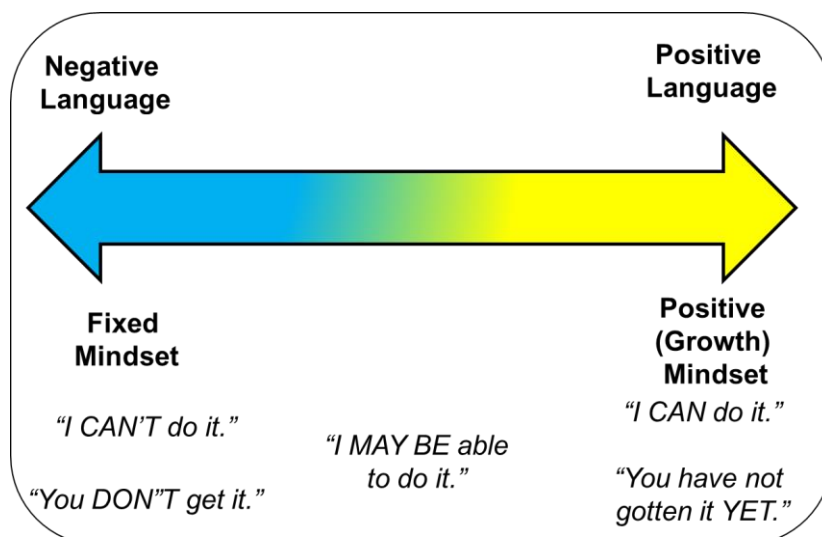 Negative
Language
Positive
Language
Fixed
Mindset
Positive
(Growth)
Mindset
“I CAN’T do it.”
“You DON”T get it.”
“I MAY BE able
to do it.”
“I CAN do it.”
“You have not
gotten it YET.”